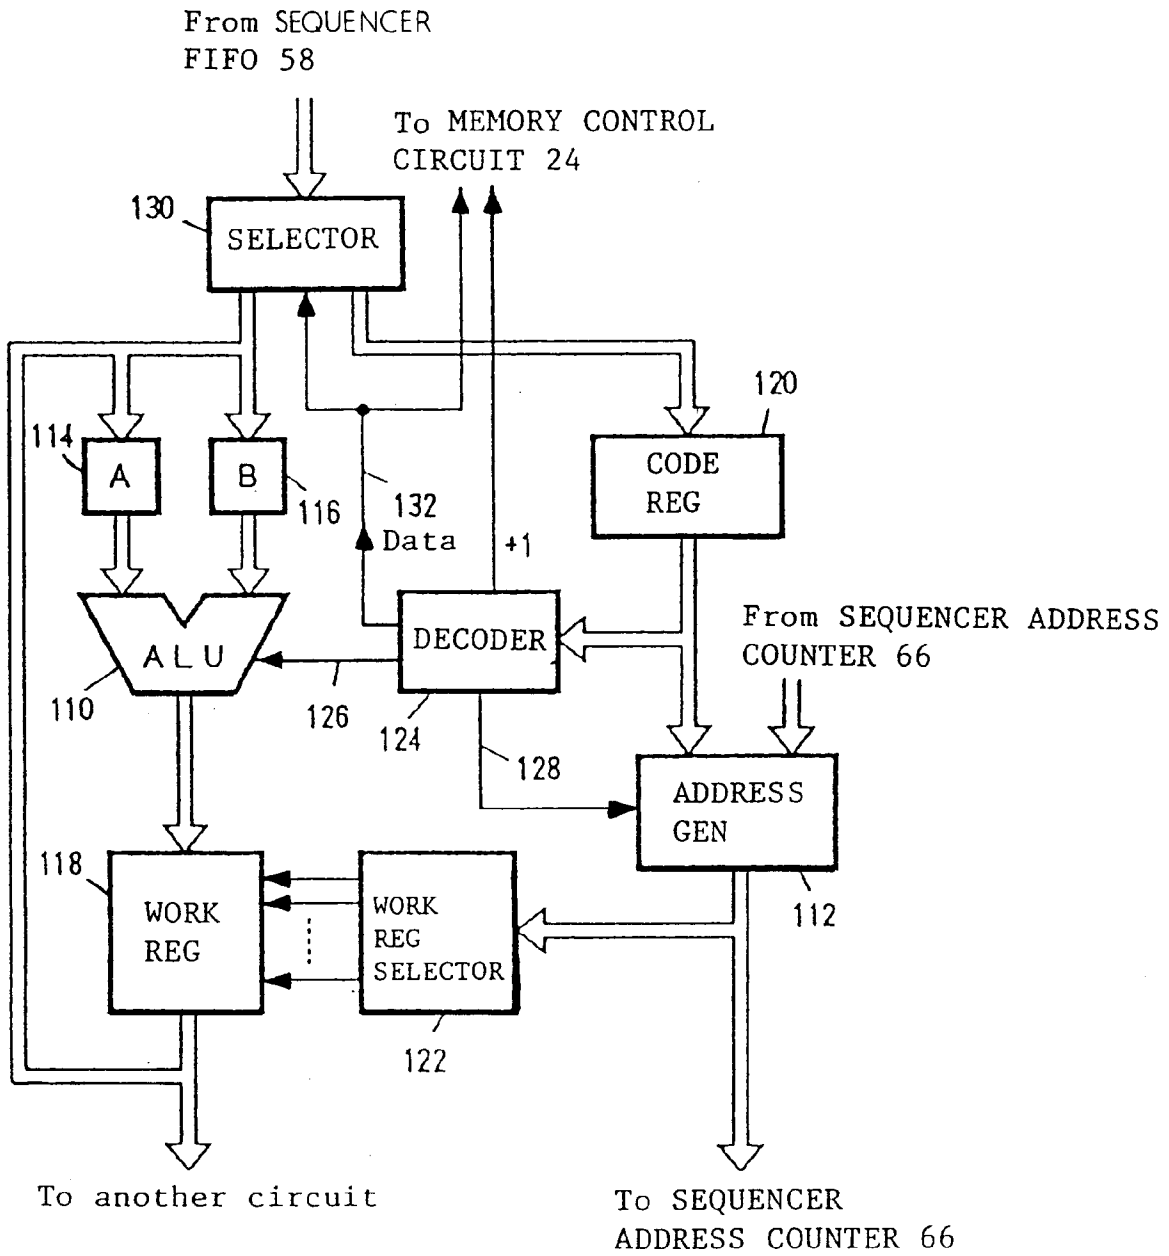 From SEQUENCER
FIFO 58
To MEMORY CONTROL
CIRCUIT 24
130
SELECTOR
120
114
A
B
116
132
CODE
REG
Data
+1
From SEQUENCER ADDRESS
COUNTER 66
DECODER
ALU
110
126
124
128
ADDRESS
GEN
118
WORK
REG
WORK
REG
SELECTOR
112
122
To another circuit
To SEQUENCER
ADDRESS COUNTER 66